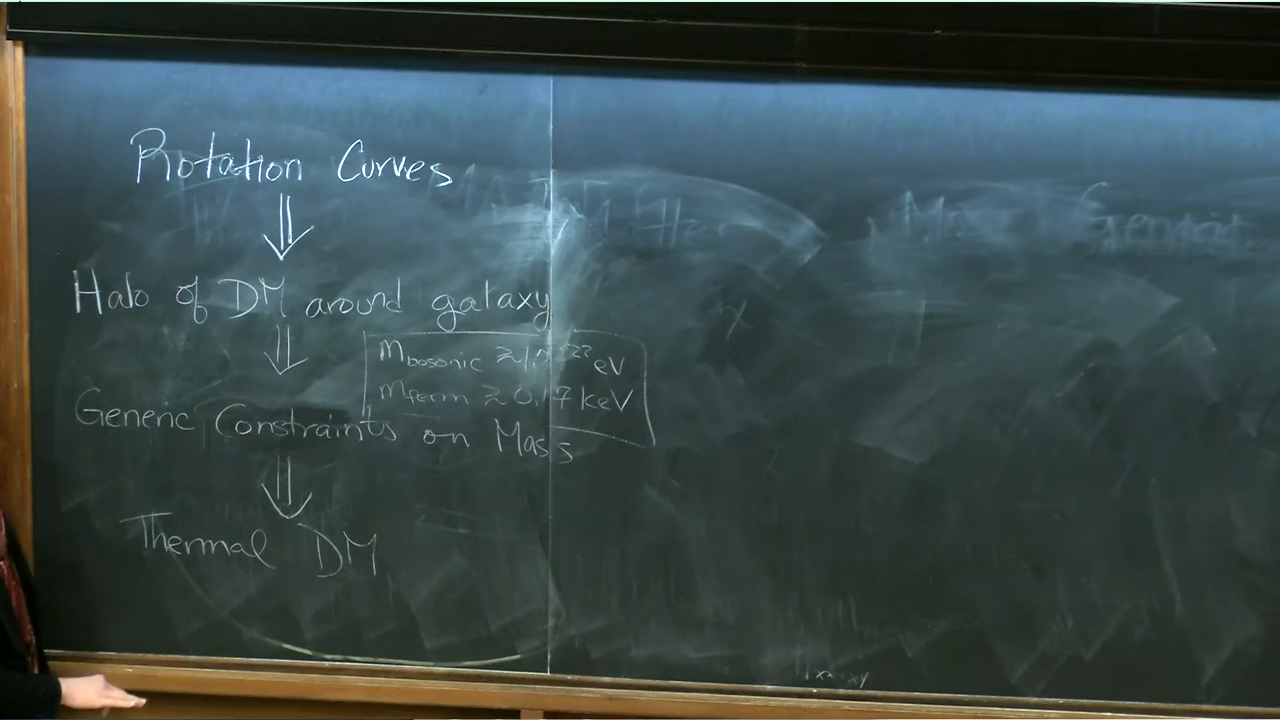 Rotation Curves
⇓
Halo of DM around galaxy
⇓
m_bosonic ≳ 10^-22 eV
m_ferm ≳ 0.7 keV
Generic Constraints on Mass
⇓
Thermal DM
χ